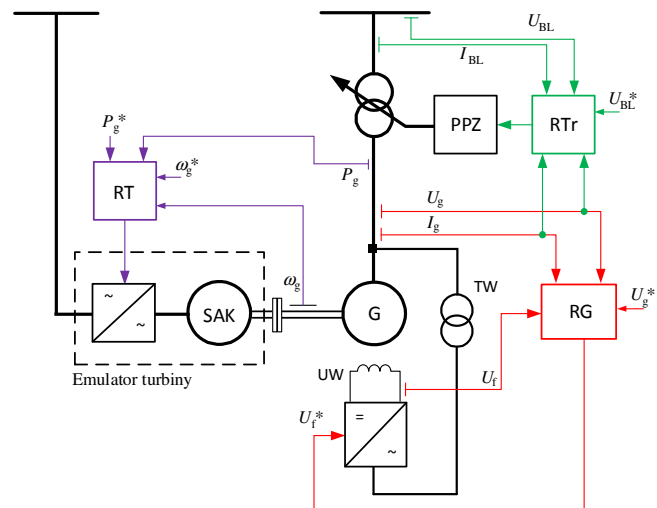 U_BL
I_BL
U_BL*
PPZ
RTr
P_g*
ω_g*
RT
P_g
U_g
I_g
ω_g
TW
U_g*
~
~
SAK
G
RG
Emulator turbiny
UW
U_f
U_f*
=
~